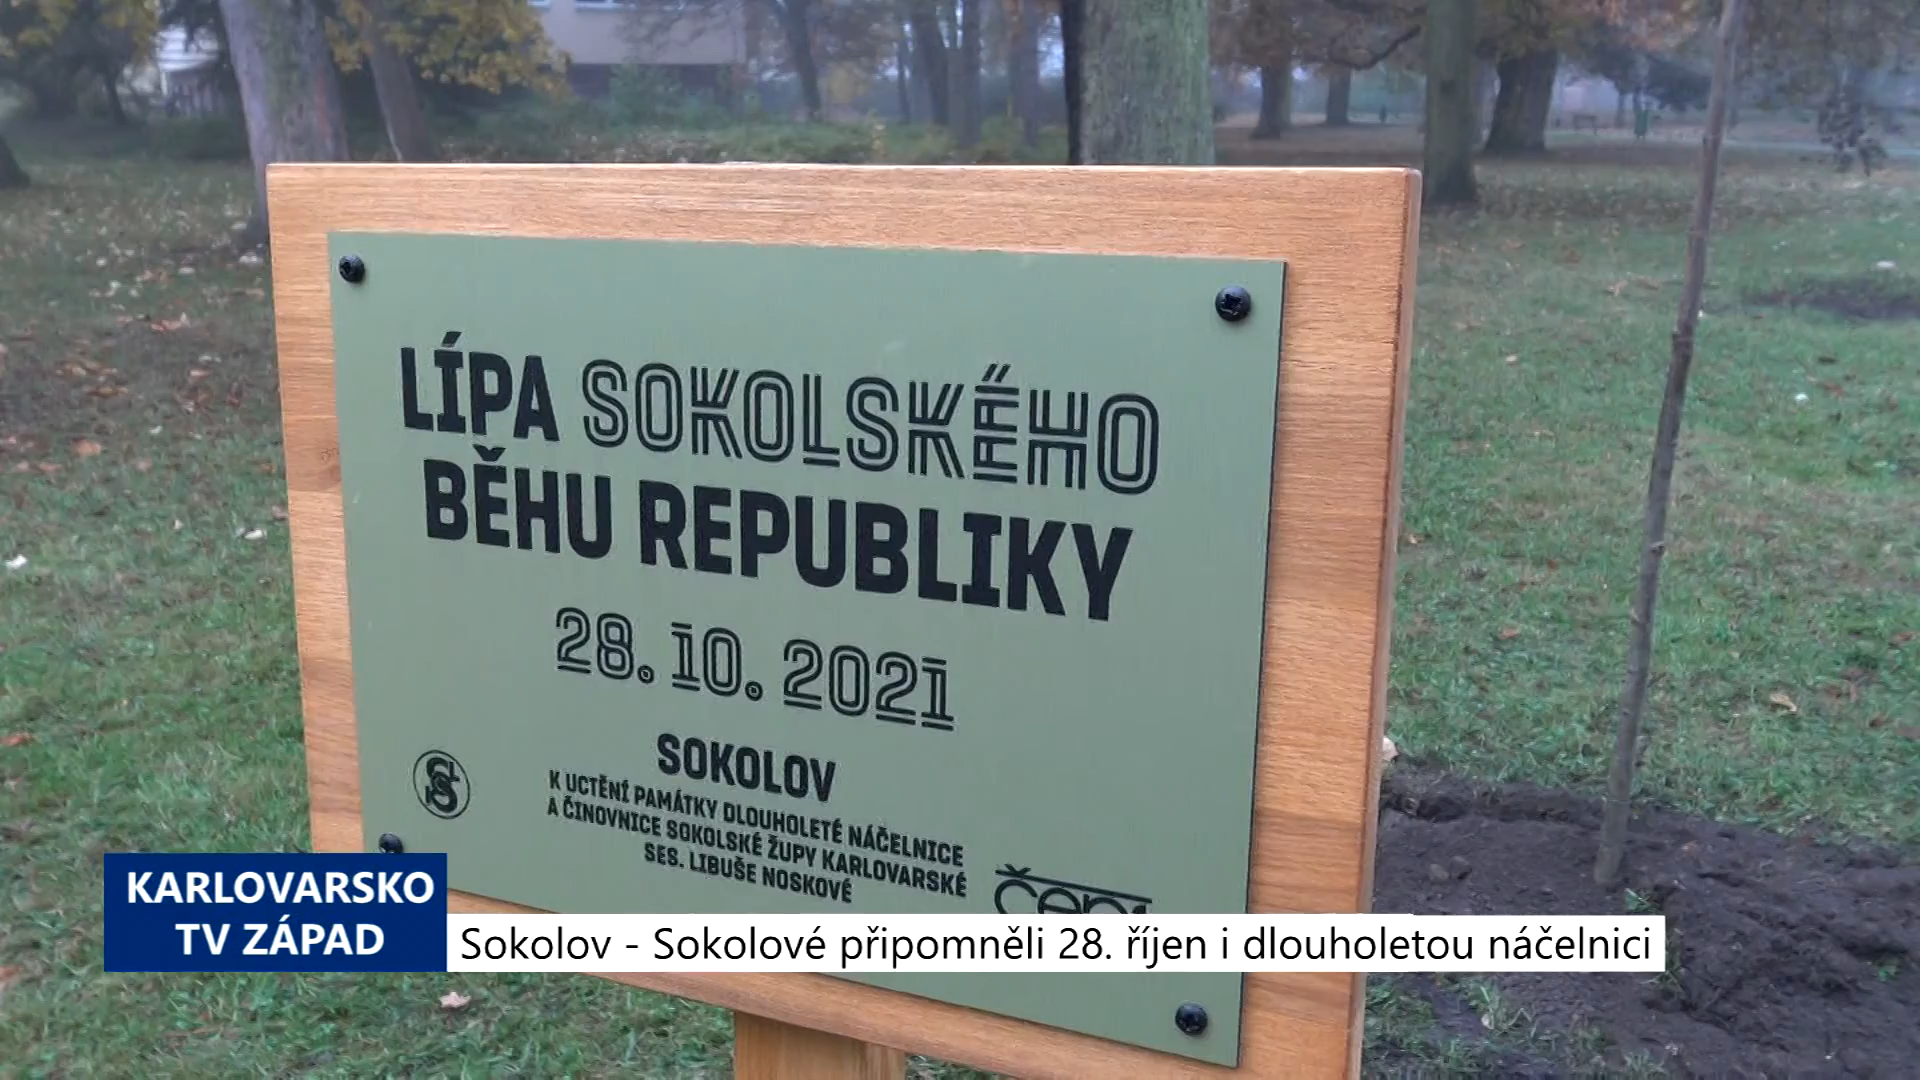 LÍPA SOKOLSKÉHO
BĚHU REPUBLIKY
28. 10. 2021
SOKOLOV
K UCTĚNÍ PAMÁTKY DLOUHOLETÉ NÁČELNICE
A ČINOVNICE SOKOLSKÉ ŽUPY KARLOVARSKÉ
SES. LIBUŠE NOSKOVÉ
KARLOVARSKO
TV ZÁPAD
Sokolov - Sokolové připomněli 28. říjen i dlouholetou náčelnici